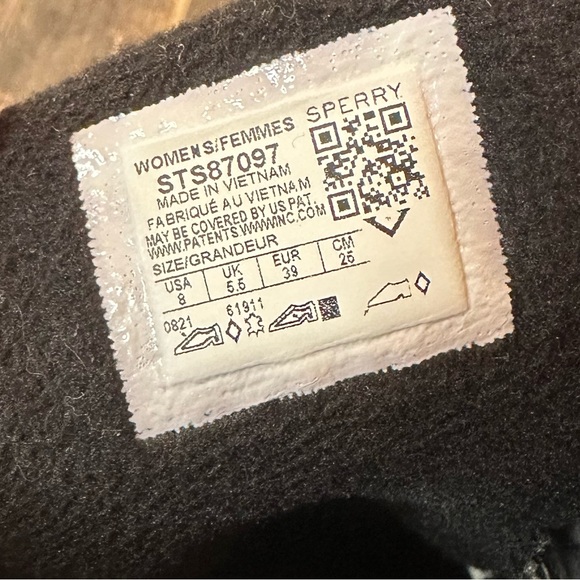 WOMENS/FEMMES SPERRY
STS87097
MADE IN VIETNAM
FABRIQUÉ AU VIETNAM
MAY BE COVERED BY US PAT.
WWW.PATENTS WWWINC.COM
SIZE/GRANDEUR
USA UK EUR CM
8 5.5 39 25
0821 61911